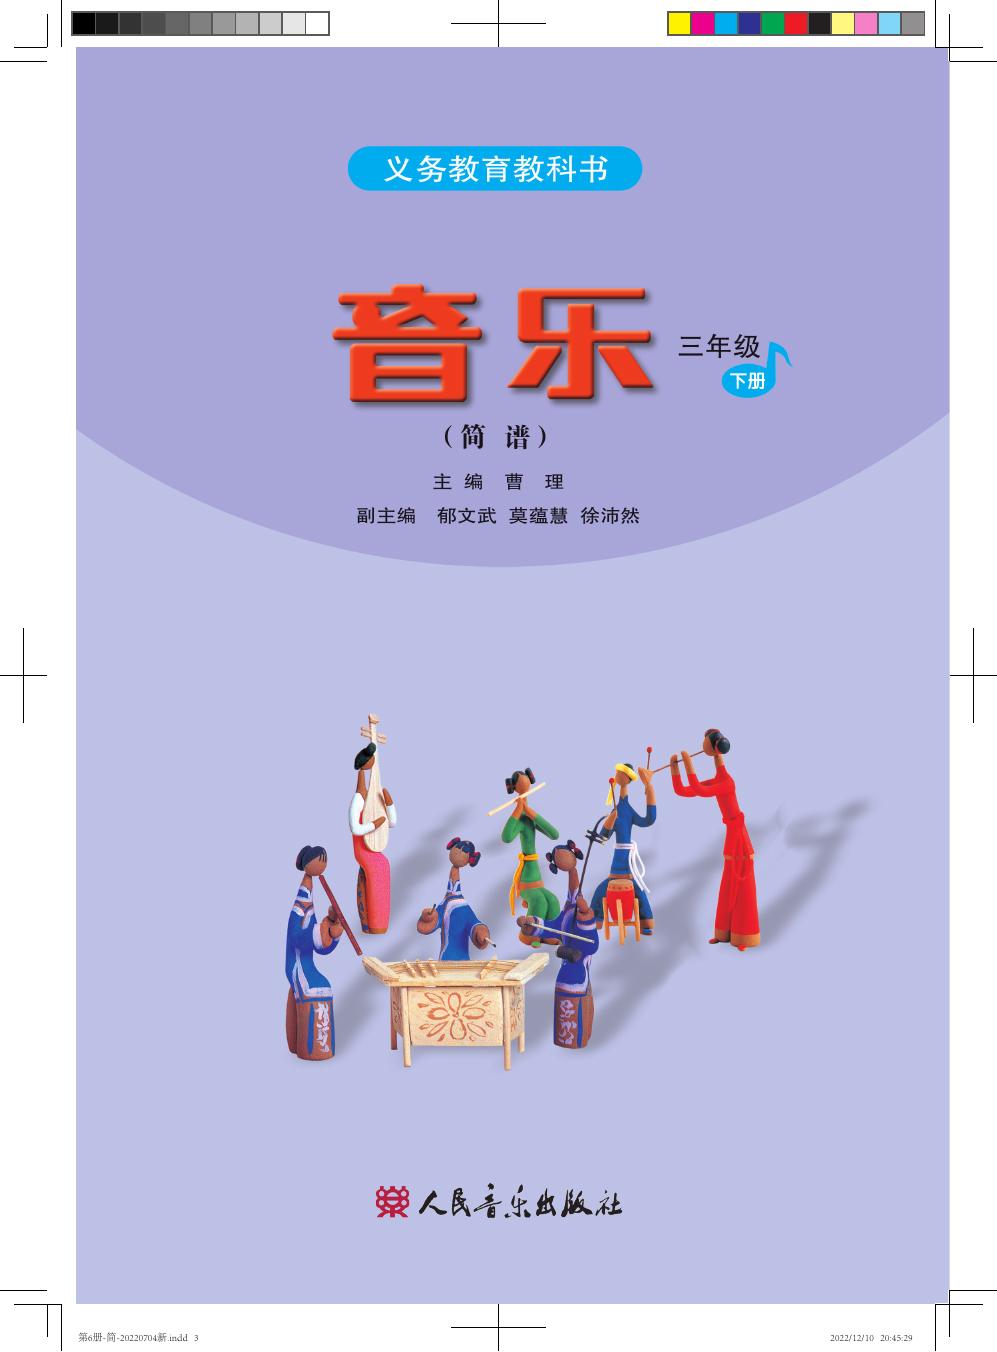 义务教育教科书
音乐
三年级
下册
（简 谱）
主 编 曹 理
副主编 郁文武 莫蕴慧 徐沛然
人民音乐出版社
第6册-简-20220704新.indd 3
2022/12/10 20:45:29